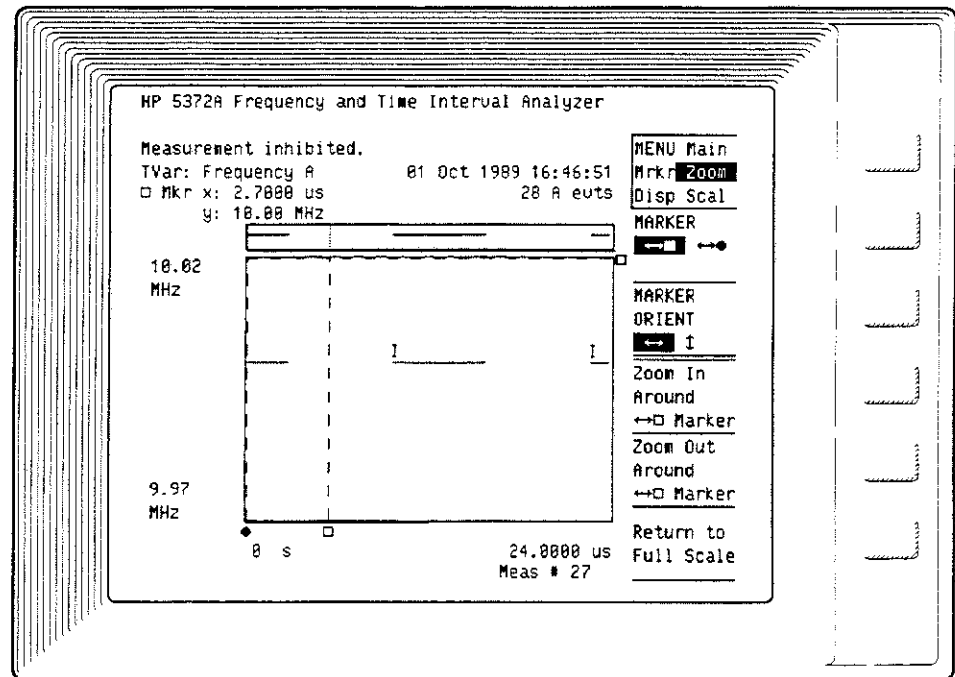 HP 5372A Frequency and Time Interval Analyzer
Measurement inhibited.
TVar: Frequency A 01 Oct 1989 16:46:51
□ Mkr x: 2.7000 us 28 A evts
y: 10.00 MHz
10.02
MHz
I I
9.97
MHz
0 s 24.0000 us
Meas # 27
MENU Main
Mrkr Zoom
Disp Scal
MARKER
↔□ ↔●
MARKER
ORIENT
↔ ↕
Zoom In
Around
↔□ Marker
Zoom Out
Around
↔□ Marker
Return to
Full Scale